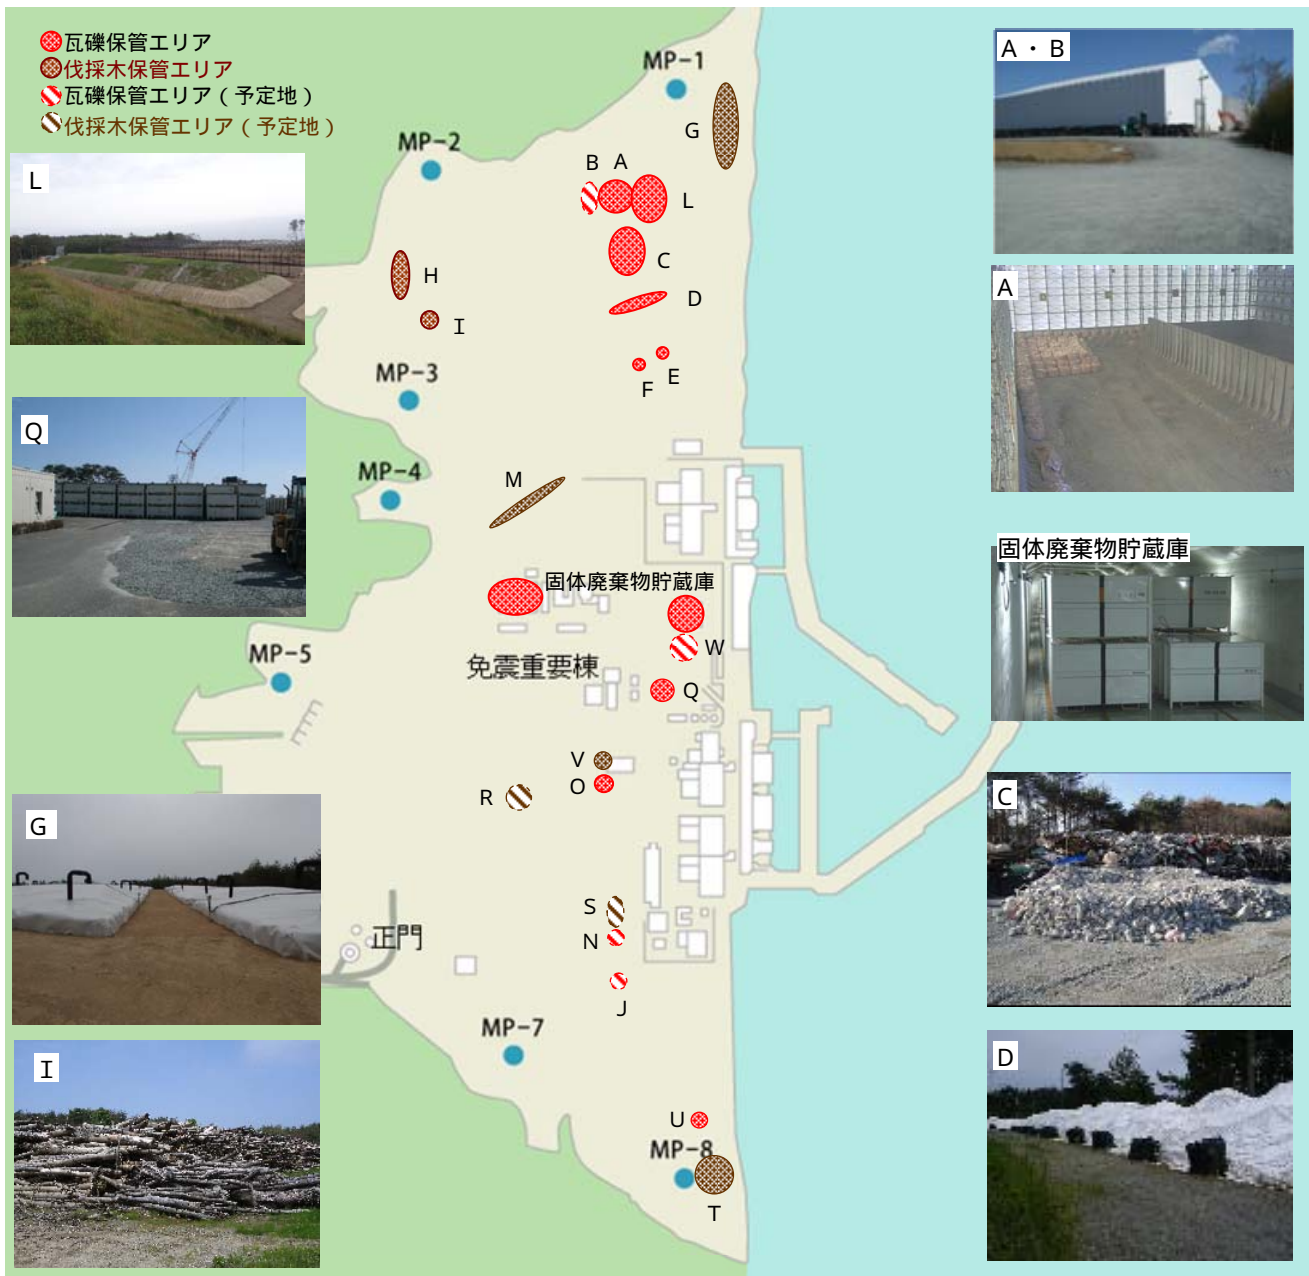 瓦礫保管エリア
伐採木保管エリア
瓦礫保管エリア（予定地）
伐採木保管エリア（予定地）
MP-1
A・B
G
MP-2
B
A
L
L
C
H
D
A
I
E
F
MP-3
Q
MP-4
M
固体廃棄物貯蔵庫
固体廃棄物貯蔵庫
W
MP-5
免震重要棟
Q
V
O
R
C
G
S
N
正門
J
MP-7
D
I
U
MP-8
T